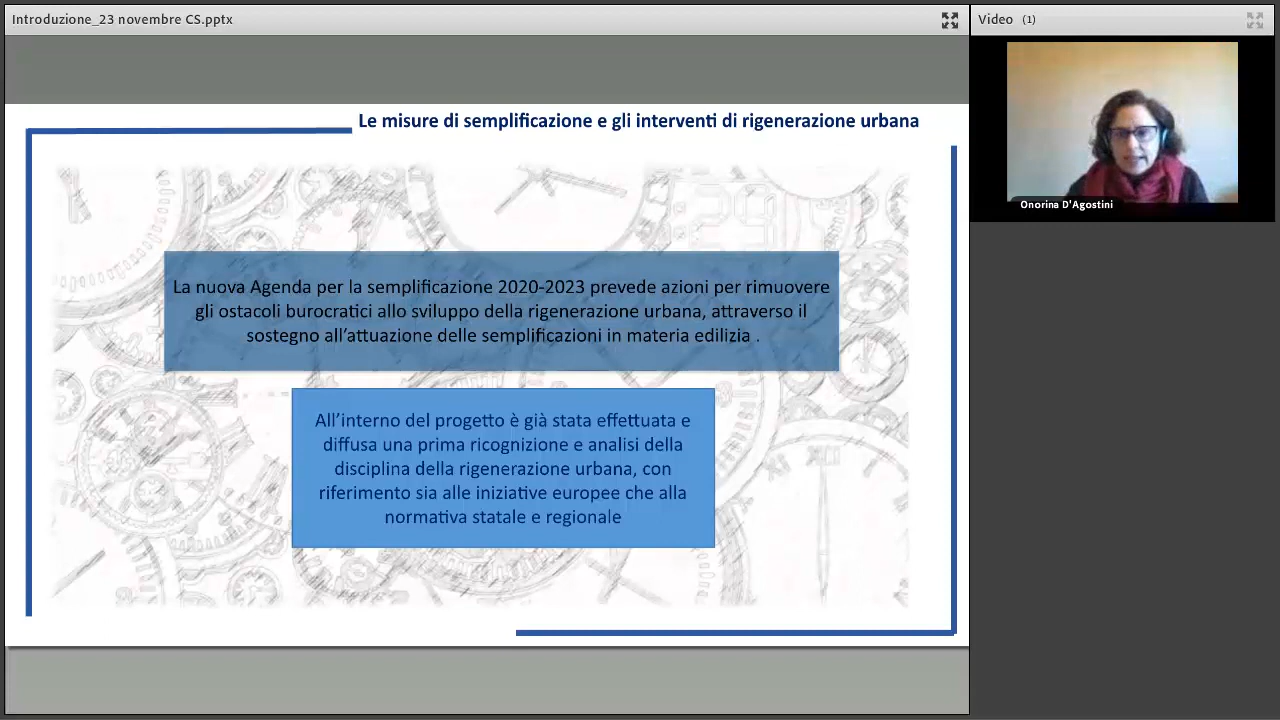 Introduzione_23 novembre CS.pptx
Video (1)
Onorina D'Agostini
Le misure di semplificazione e gli interventi di rigenerazione urbana
La nuova Agenda per la semplificazione 2020-2023 prevede azioni per rimuovere
gli ostacoli burocratici allo sviluppo della rigenerazione urbana, attraverso il
sostegno all'attuazione delle semplificazioni in materia edilizia .
All'interno del progetto è già stata effettuata e
diffusa una prima ricognizione e analisi della
disciplina della rigenerazione urbana, con
riferimento sia alle iniziative europee che alla
normativa statale e regionale
29
XII